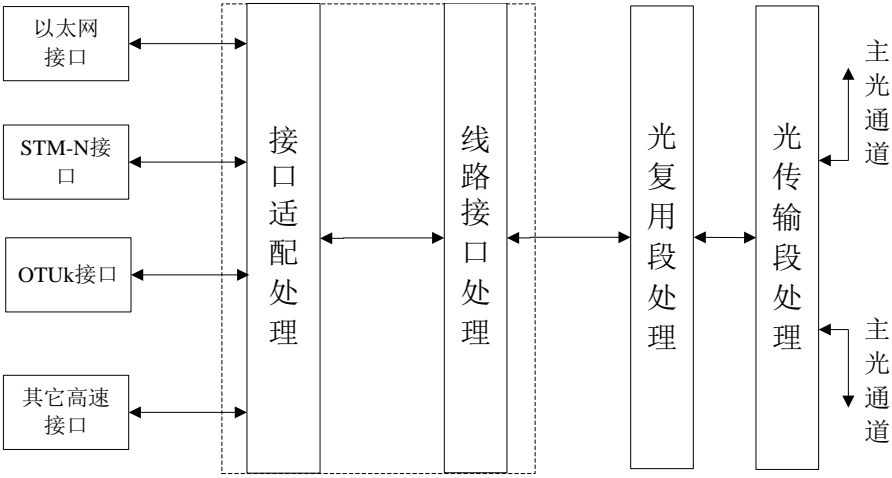 以太网
接口
STM-N接
口
OTUk接口
其它高速
接口
接口适配处理
线路接口处理
光复用段处理
光传输段处理
主光通道
主光通道